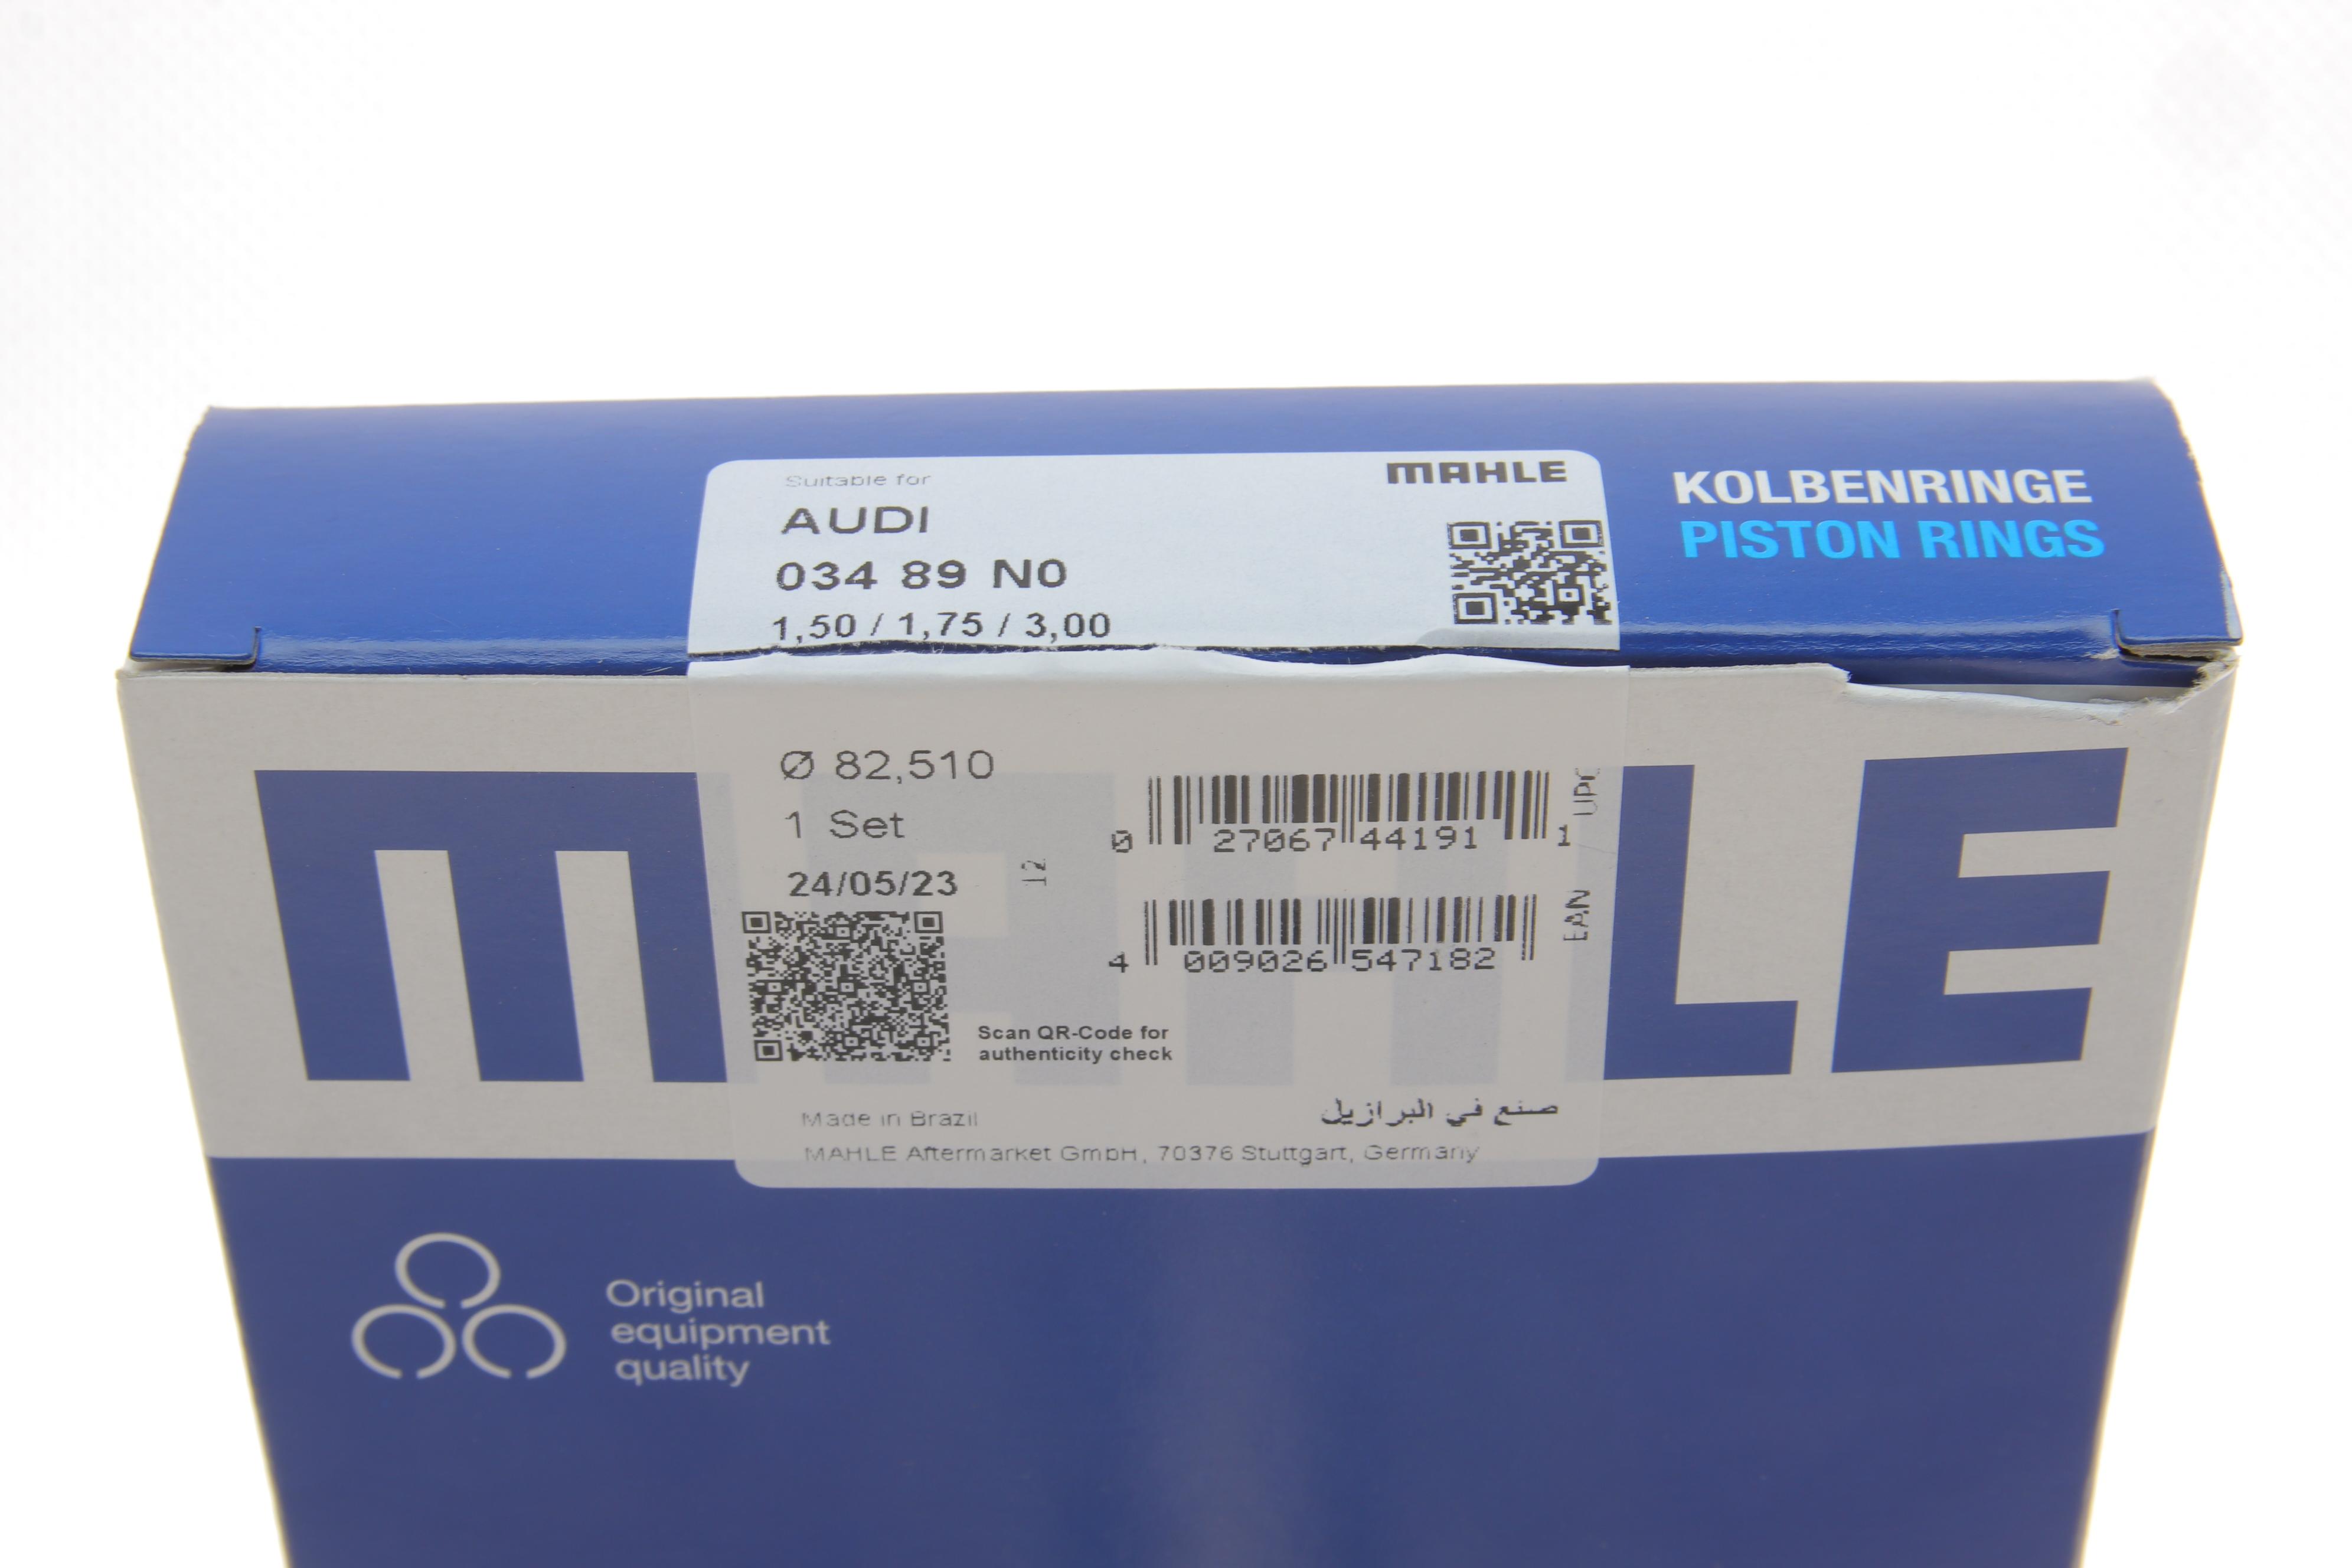 Suitable for
MAHLE
AUDI
034 89 N0
1,50 / 1,75 / 3,00
KOLBENRINGE
PISTON RINGS
MAHLE
Ø 82,510
1 Set
24/05/23
12
0 27067 44191 1
UPC
4 009026 547182
EAN
Scan QR-Code for
authenticity check
Made in Brazil
صنع في البرازيل
MAHLE Aftermarket GmbH, 70376 Stuttgart, Germany
Original
equipment
quality